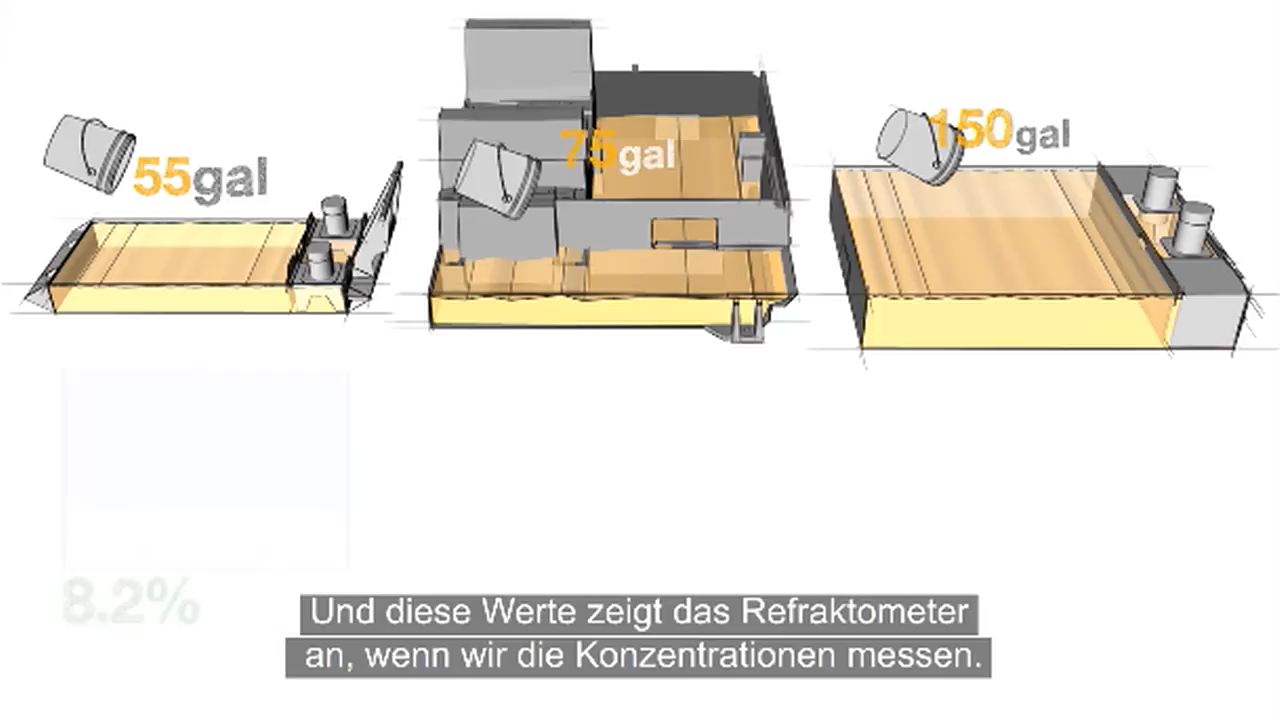 55gal
75gal
150gal
8.2%
Und diese Werte zeigt das Refraktometer
an, wenn wir die Konzentrationen messen.